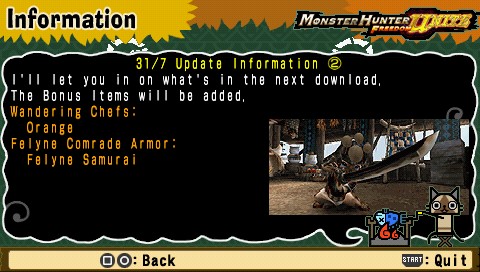 Information
MONSTER HUNTER
FREEDOM UNITE
31/7 Update Information ②
I'll let you in on what's in the next download.
The Bonus Items will be added.
Wandering Chefs:
Orange
Felyne Comrade Armor:
Felyne Samurai
□○: Back
START: Quit